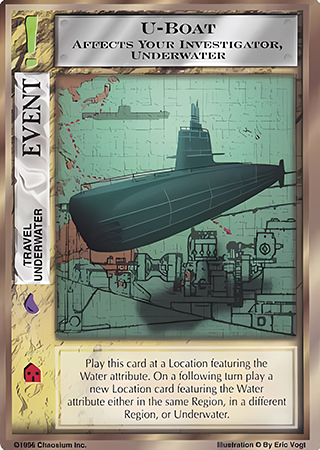 U-Boat
Affects Your Investigator,
Underwater
EVENT
TRAVEL
UNDERWATER
Play this card at a Location featuring the
Water attribute. On a following turn play a
new Location card featuring the Water
attribute either in the same Region, in a different
Region, or Underwater.
©1996 Chaosium Inc.
Illustration © By Eric Vogt